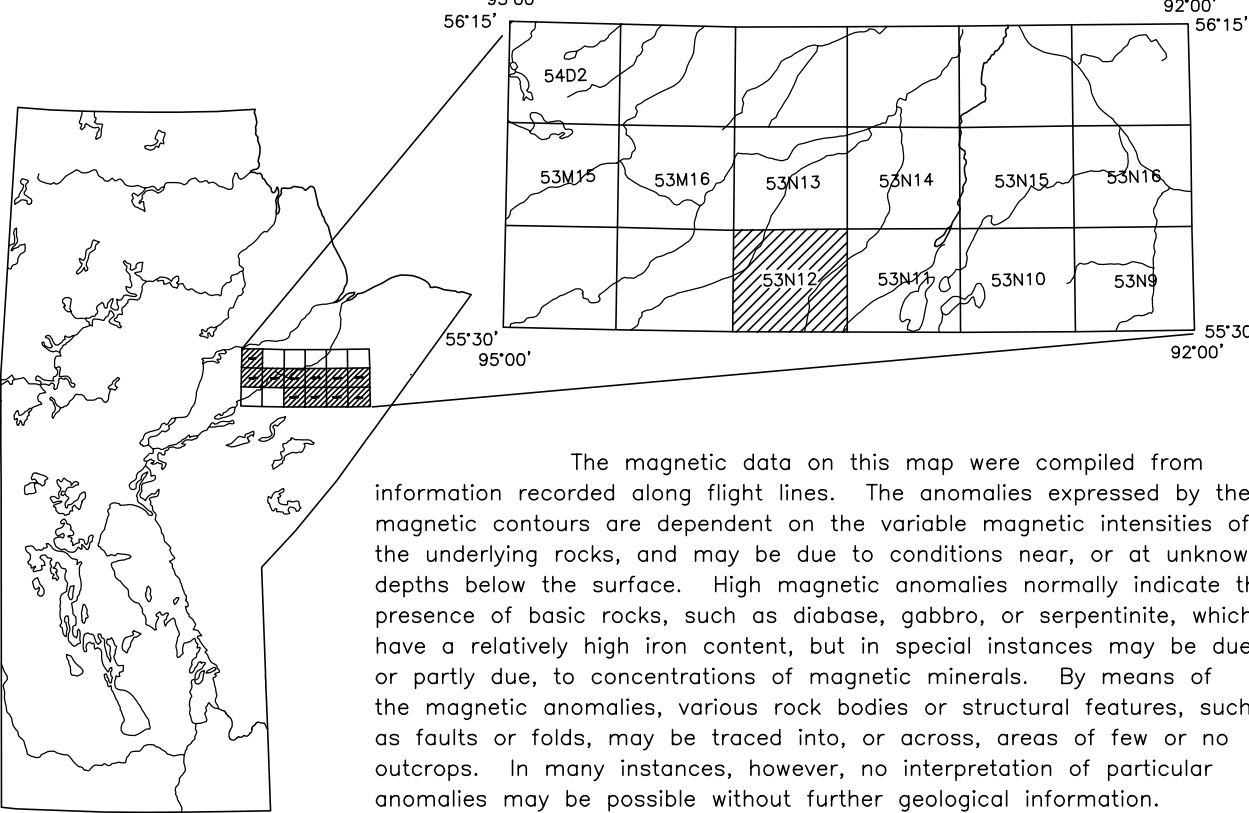 95°00' 92°00'
56°15' 56°15'
54D2
53M15 53M16 53N13 53N14 53N15 53N16
53N12 53N11 53N10 53N9
55°30' 55°30
95°00' 92°00'
The magnetic data on this map were compiled from
information recorded along flight lines. The anomalies expressed by the
magnetic contours are dependent on the variable magnetic intensities of
the underlying rocks, and may be due to conditions near, or at unknow
depths below the surface. High magnetic anomalies normally indicate th
presence of basic rocks, such as diabase, gabbro, or serpentinite, which
have a relatively high iron content, but in special instances may be due
or partly due, to concentrations of magnetic minerals. By means of
the magnetic anomalies, various rock bodies or structural features, such
as faults or folds, may be traced into, or across, areas of few or no
outcrops. In many instances, however, no interpretation of particular
anomalies may be possible without further geological information.